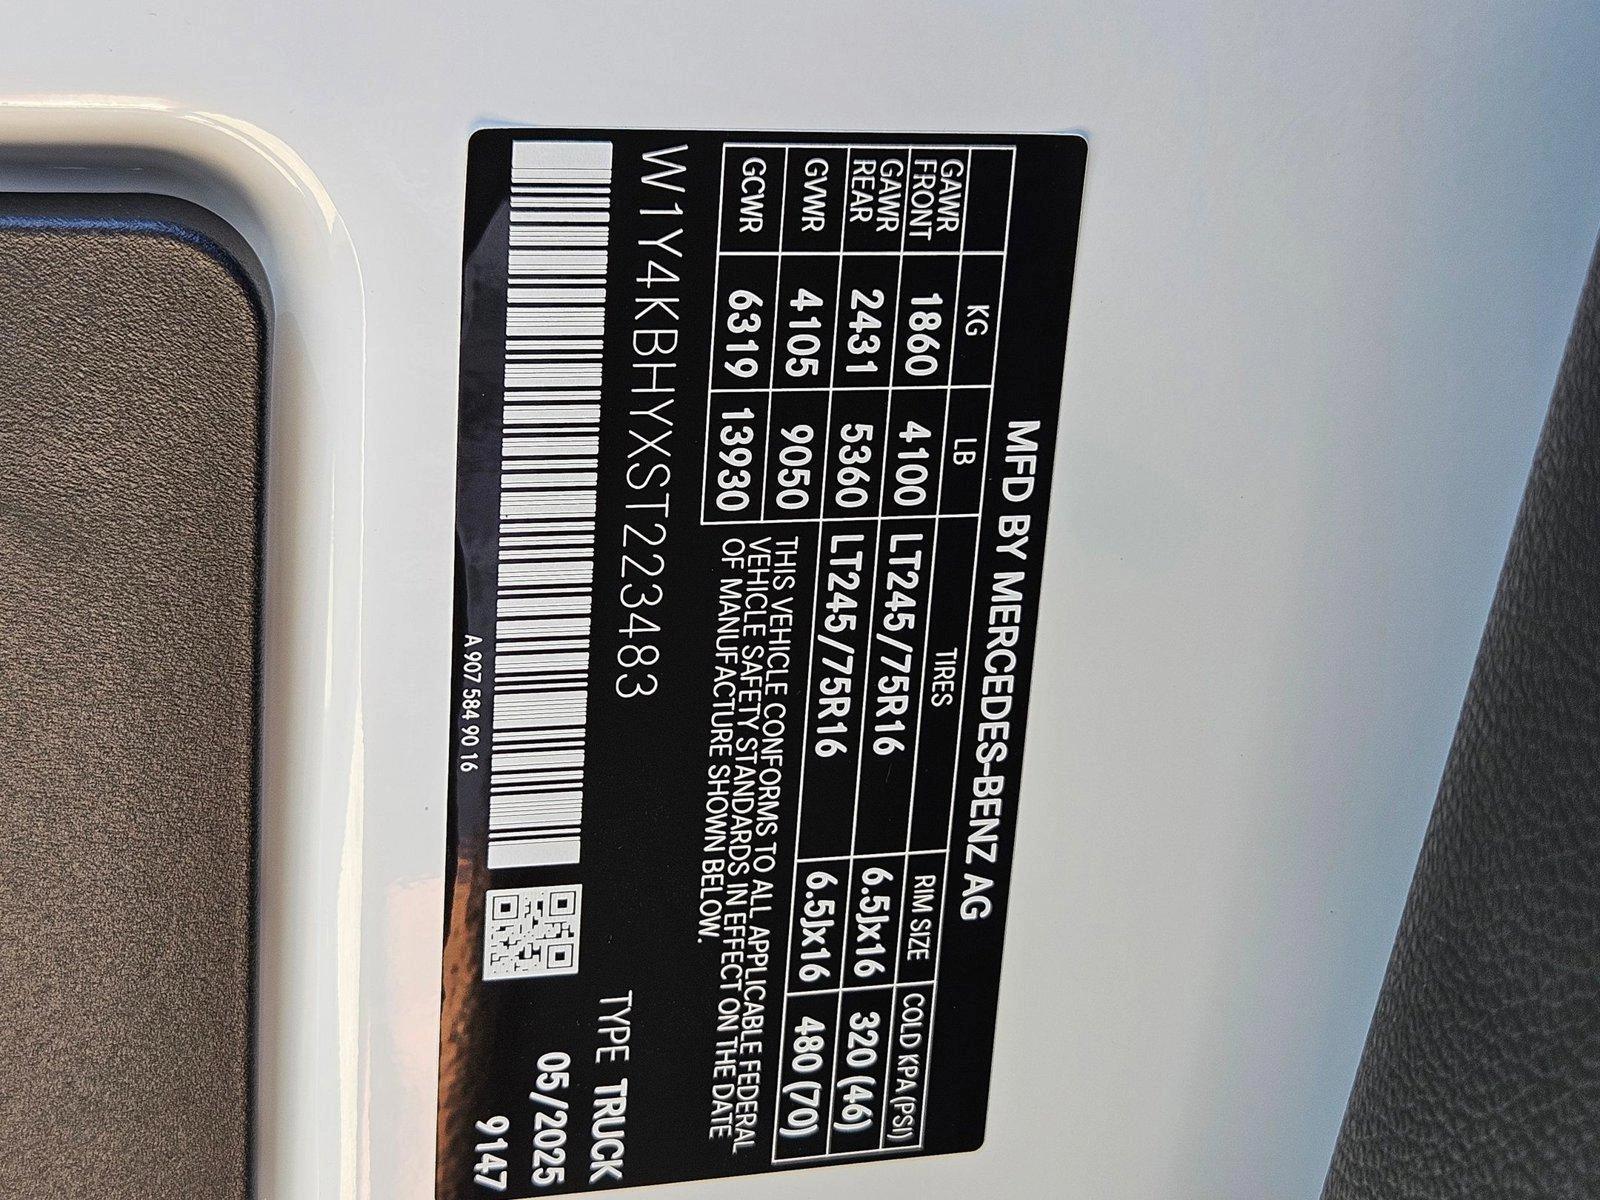 MFD BY MERCEDES-BENZ AG
KG LB TIRES RIM SIZE COLD KPA (PSI)
GAWR FRONT 1860 4100 LT245/75R16 6.5Jx16 320 (46)
GAWR REAR 2431 5360 LT245/75R16 6.5Jx16 480 (70)
GVWR 4105 9050
GCWR 6319 13930
THIS VEHICLE CONFORMS TO ALL APPLICABLE FEDERAL
VEHICLE SAFETY STANDARDS IN EFFECT ON THE DATE
OF MANUFACTURE SHOWN BELOW.
W1Y4KBHYXST223483
TYPE TRUCK
05/2025
9147
A 907 584 90 16